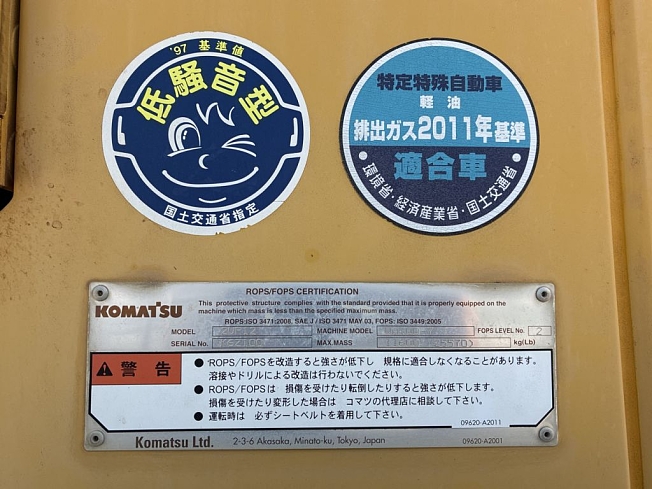 '97 基準値
低騒音型
国土交通省指定
特定特殊自動車
軽油
排出ガス2011年基準
適合車
・環境省・経済産業省・国土交通省・
ROPS/FOPS CERTIFICATION
KOMATSU
This protective structure complies with the standard provided that it is properly equipped on the
machine which mass is less than the specified maximum mass.
ROPS:ISO 3471:2008, SAE J / ISO 3471 MAY 03, FOPS: ISO 3449:2005
MODEL MACHINE MODEL FOPS LEVEL No. 2
SERIAL No. MAX.MASS kg(Lb)
警告
● ROPS/FOPSを改造すると強さが低下し 規格に適合しなくなることがあります。
溶接やドリルによる改造は行わないでください。
● ROPS/FOPSは 損傷を受けたり転倒したりすると強さが低下します。
損傷を受けたり変形した場合は コマツの代理店に相談して下さい。
● 運転時は 必ずシートベルトを着用して下さい。
09620-A2011
Komatsu Ltd. 2-3-6 Akasaka, Minato-ku, Tokyo, Japan 09620-A2001